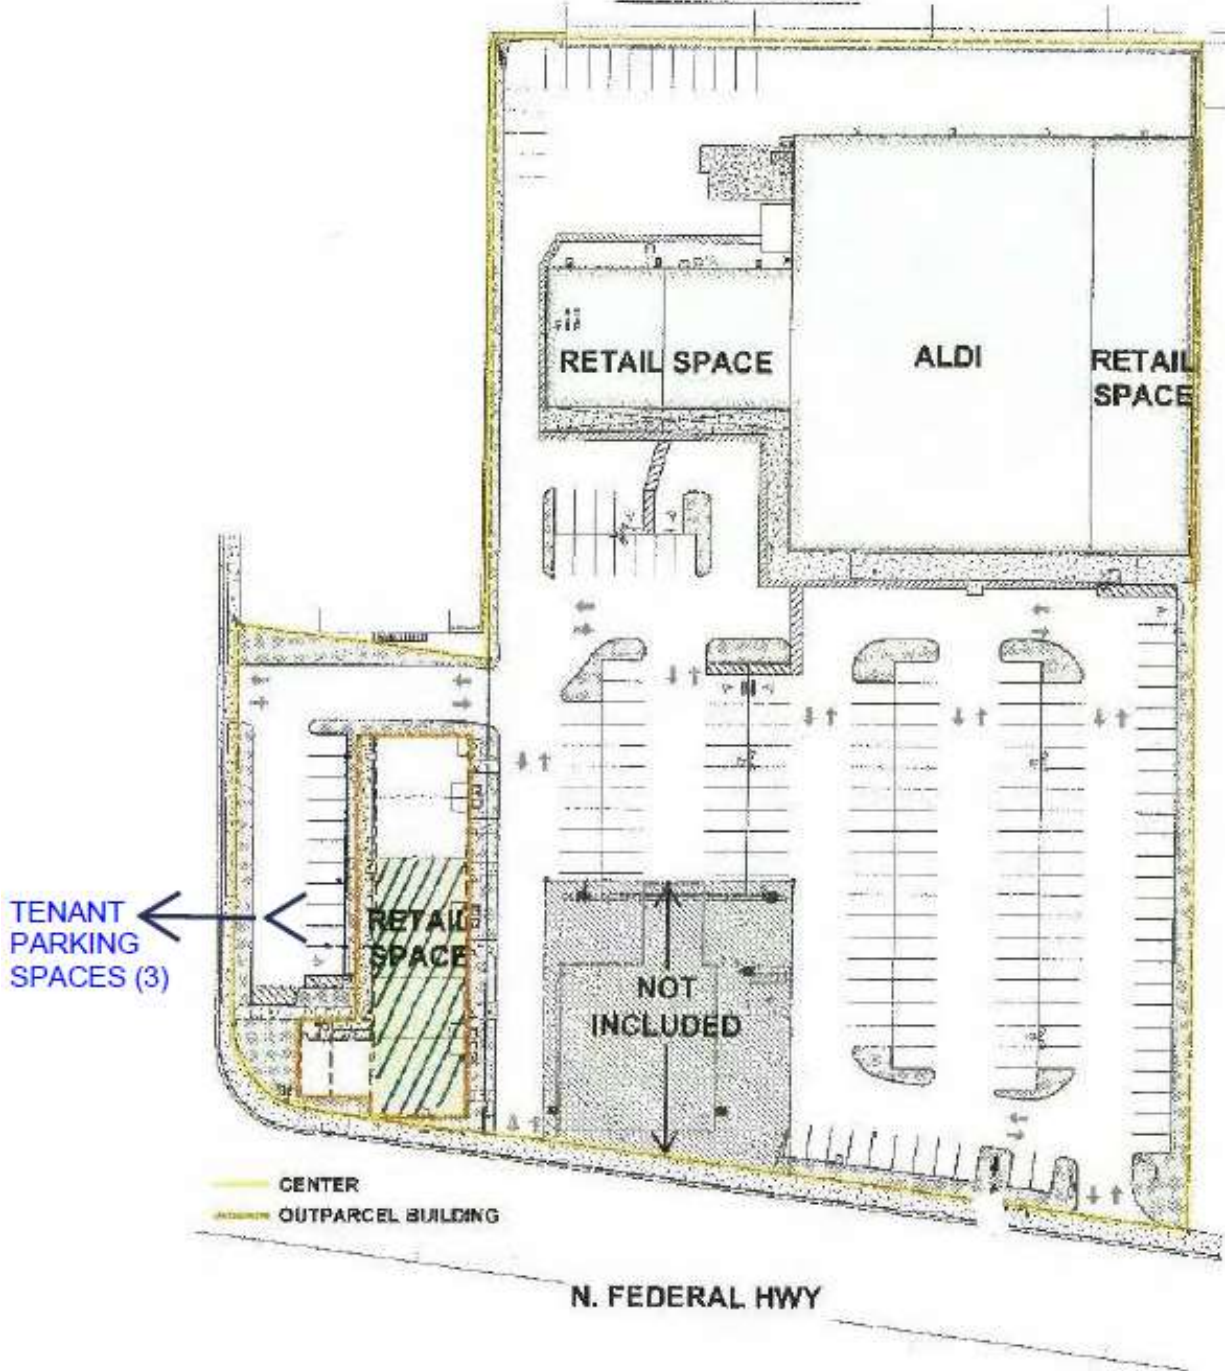 RETAIL SPACE
ALDI
RETAIL
SPACE
TENANT
PARKING
SPACES (3)
RETAIL
SPACE
NOT
INCLUDED
CENTER
OUTPARCEL BUILDING
N. FEDERAL HWY